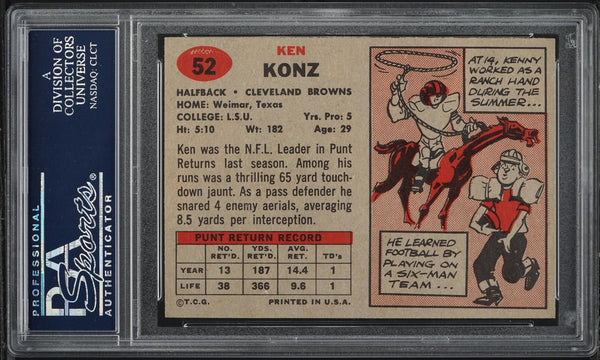 A
DIVISION OF
COLLECTORS
UNIVERSE
NASDAQ: CLCT
PSA
Sports
PROFESSIONAL
AUTHENTICATOR
52
KEN
KONZ
HALFBACK • CLEVELAND BROWNS
HOME: Weimar, Texas
COLLEGE: L.S.U. Yrs. Pro: 5
Ht: 5:10 Wt: 182 Age: 29
Ken was the N.F.L. Leader in Punt
Returns last season. Among his
runs was a thrilling 65 yard touch-
down jaunt. As a pass defender he
snared 4 enemy aerials, averaging
8.5 yards per interception.
PUNT RETURN RECORD
NO. RET'D. YDS. RET'D. AVG. RET. TD's
YEAR 13 187 14.4 1
LIFE 38 366 9.6 1
©T.C.G. PRINTED IN U.S.A.
AT 14, KENNY
WORKED AS A
RANCH HAND
DURING THE
SUMMER...
HE LEARNED
FOOTBALL BY
PLAYING ON
A SIX-MAN
TEAM...